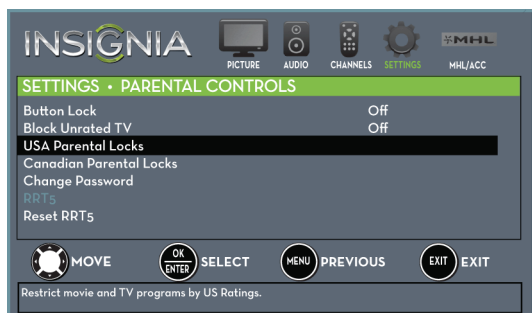 INSIGNIA
PICTURE AUDIO CHANNELS SETTINGS MHL MHL/ACC
SETTINGS • PARENTAL CONTROLS
Button Lock Off
Block Unrated TV Off
USA Parental Locks
Canadian Parental Locks
Change Password
RRT5
Reset RRT5
MOVE OK ENTER SELECT MENU PREVIOUS EXIT EXIT
Restrict movie and TV programs by US Ratings.